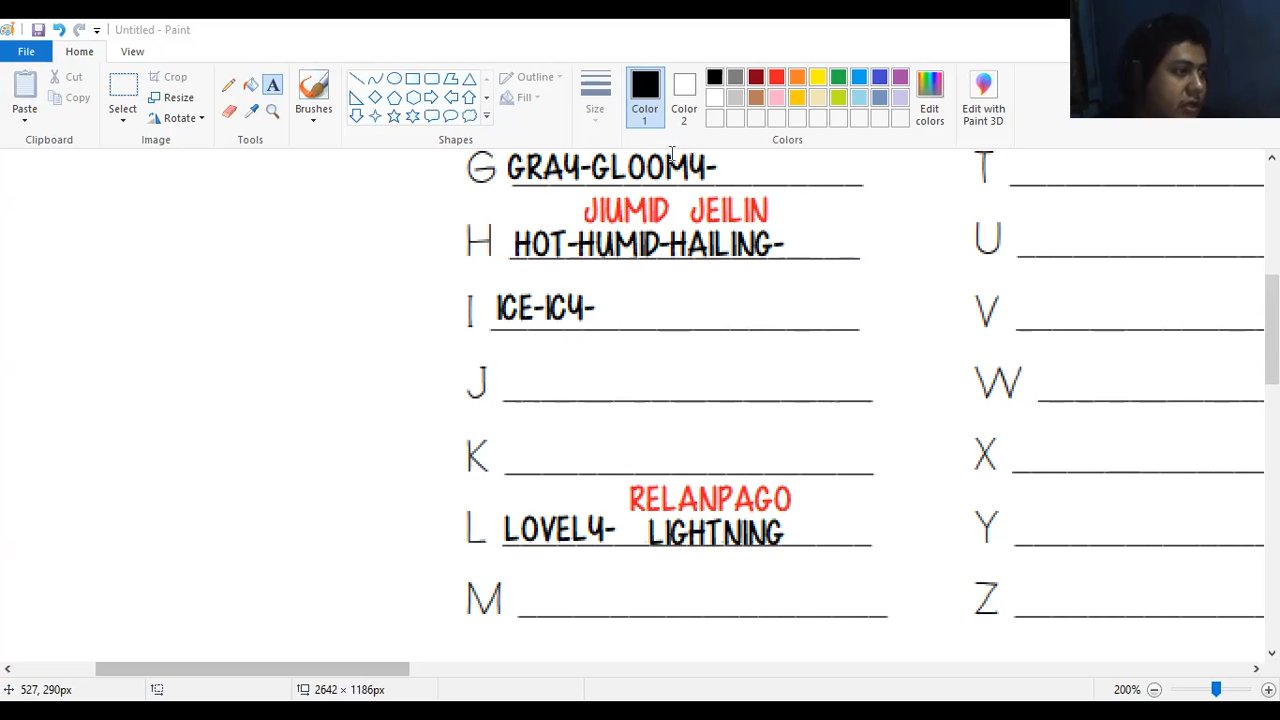 Untitled - Paint
File Home View
Paste Cut Copy Select Crop Resize Rotate A Brushes Outline Fill Size Color 1 Color 2 Edit colors Edit with Paint 3D
Clipboard Image Tools Shapes Colors
G GRAY-GLOOMY-
JIUMID JEILIN
H HOT-HUMID-HAILING-
I ICE-ICY-
J
K
RELANPAGO
L LOVELY- LIGHTNING
M
T
U
V
W
X
Y
Z
527, 290px 2642 × 1186px 200%